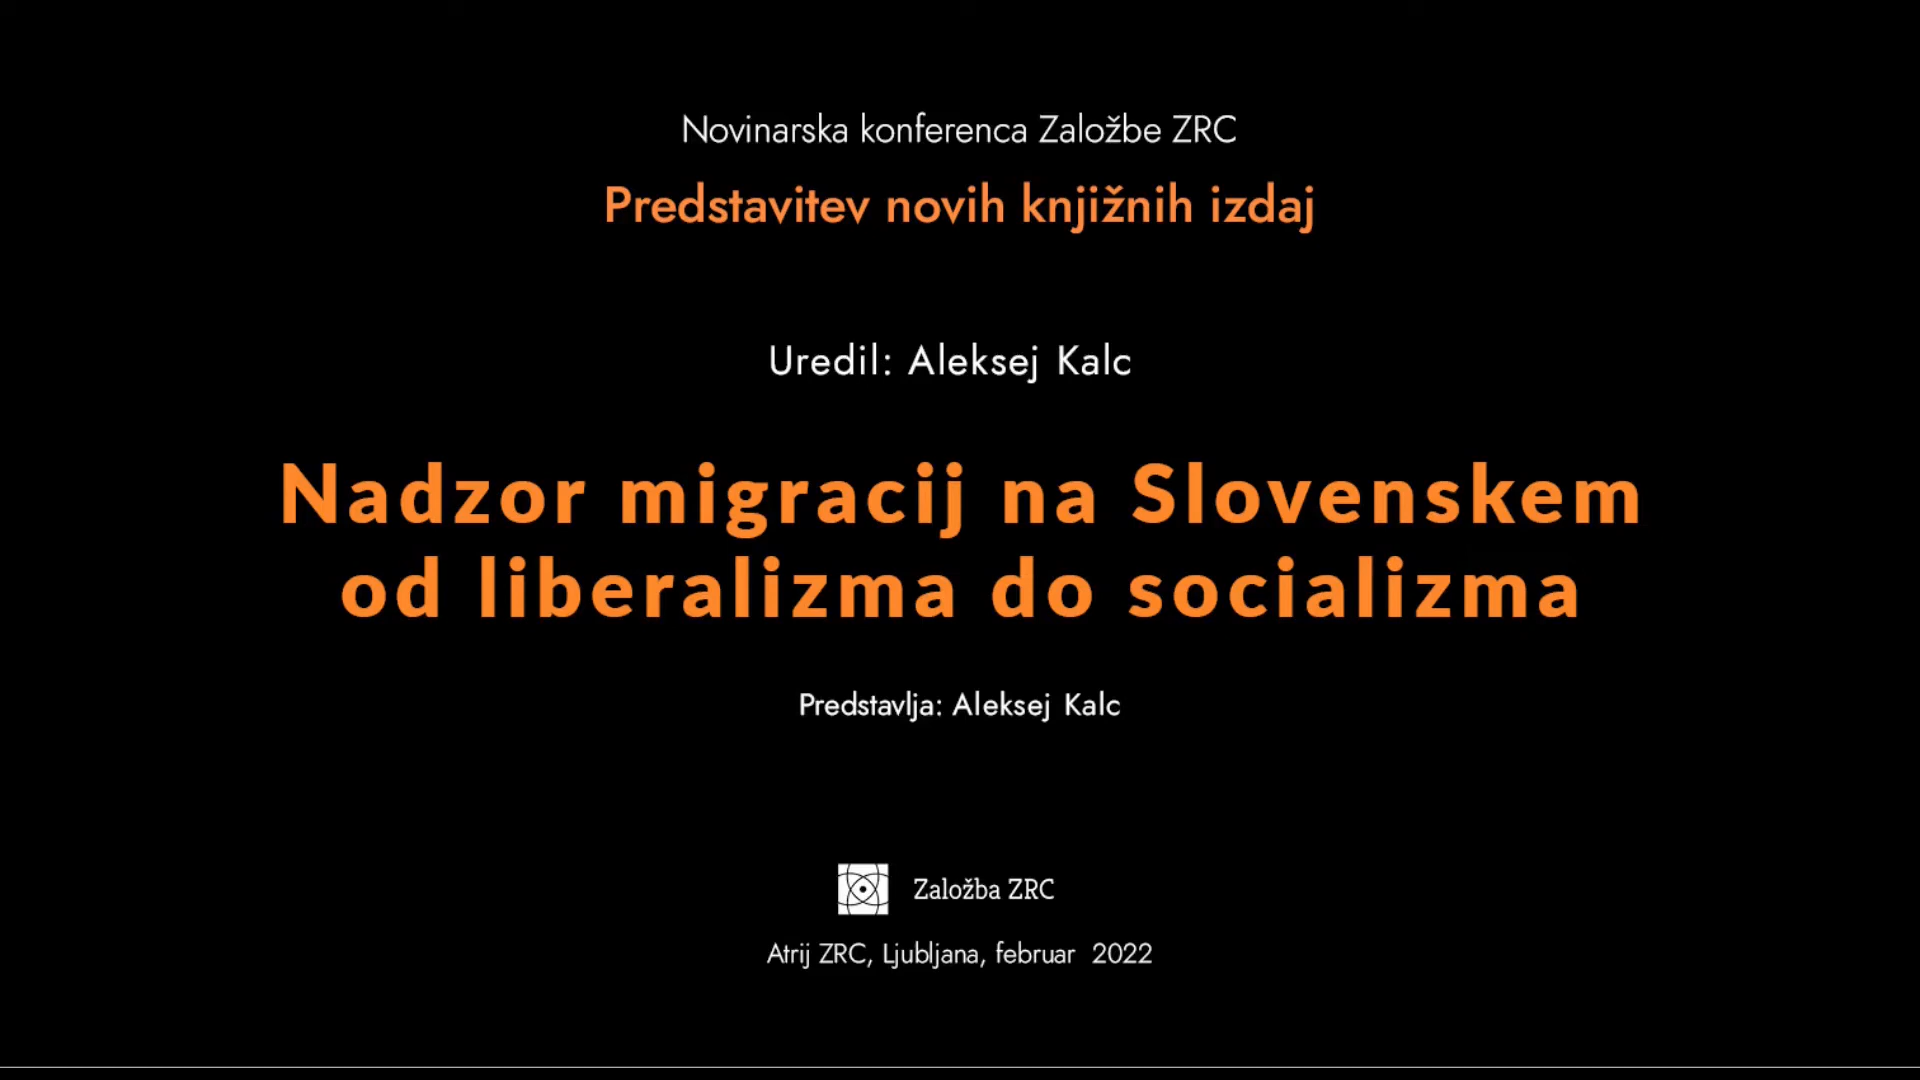 Novinarska konferenca Založbe ZRC
Predstavitev novih knjižnih izdaj
Uredil: Aleksej Kalc
Nadzor migracij na Slovenskem
od liberalizma do socializma
Predstavlja: Aleksej Kalc
Založba ZRC
Atrij ZRC, Ljubljana, februar 2022